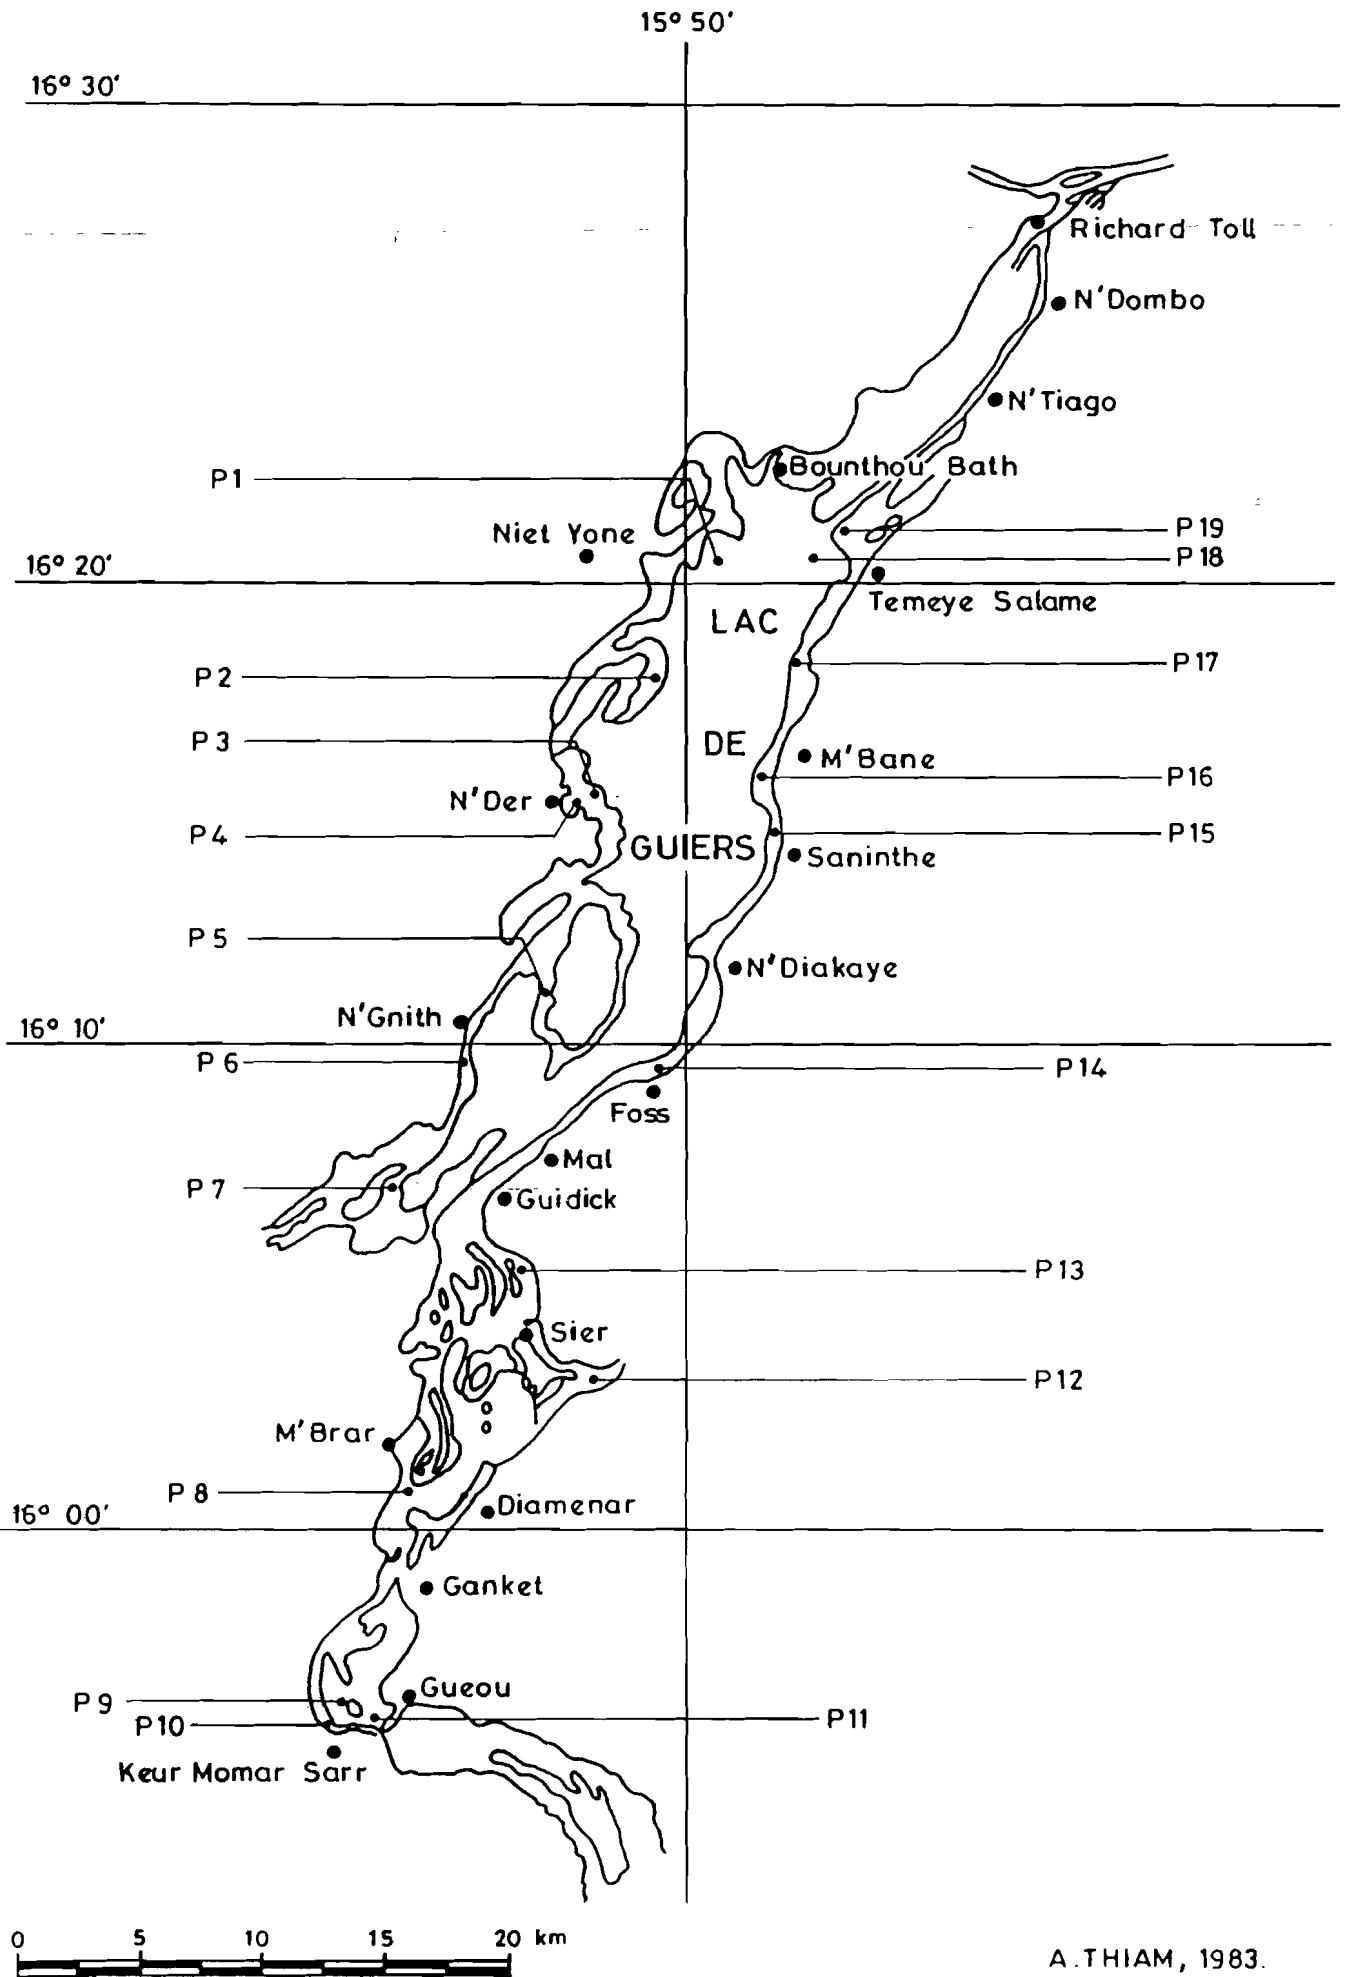 15° 50'
16° 30'
Richard Toll
N'Dombo
N'Tiago
Bounthou Bath
P1
Niet Yone
P19
P18
16° 20'
Temeye Salame
LAC
P17
P2
P3
DE
M'Bane
P16
N'Der
P4
P15
GUIERS
Saninthe
P5
N'Diakaye
N'Gnith
16° 10'
P6
P14
Foss
Mal
P7
Guidick
P13
Sier
P12
M'Brar
P8
Diamenar
16° 00'
Ganket
Gueou
P9
P10
P11
Keur Momar Sarr
0 5 10 15 20 km
A.THIAM, 1983.